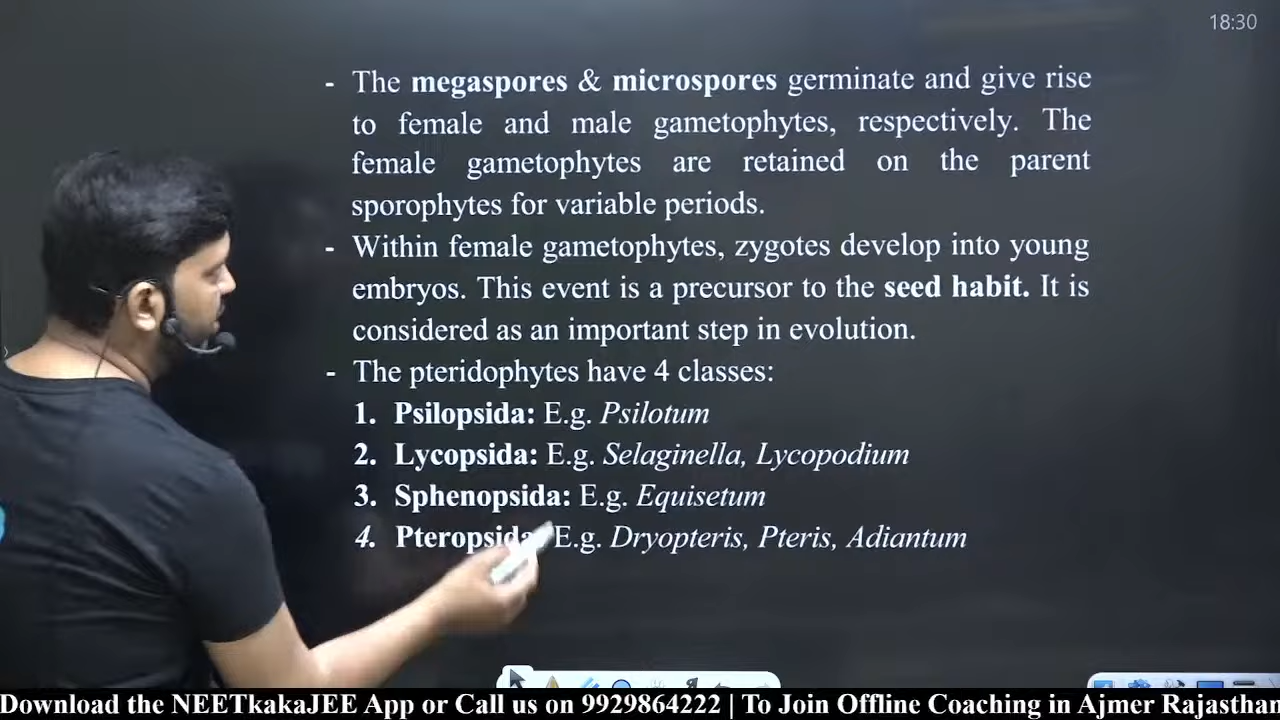 18:30
- The megaspores & microspores germinate and give rise
to female and male gametophytes, respectively. The
female gametophytes are retained on the parent
sporophytes for variable periods.
- Within female gametophytes, zygotes develop into young
embryos. This event is a precursor to the seed habit. It is
considered as an important step in evolution.
- The pteridophytes have 4 classes:
1. Psilopsida: E.g. Psilotum
2. Lycopsida: E.g. Selaginella, Lycopodium
3. Sphenopsida: E.g. Equisetum
4. Pteropsida: E.g. Dryopteris, Pteris, Adiantum
Download the NEETkakaJEE App or Call us on 9929864222 | To Join Offline Coaching in Ajmer Rajasthan